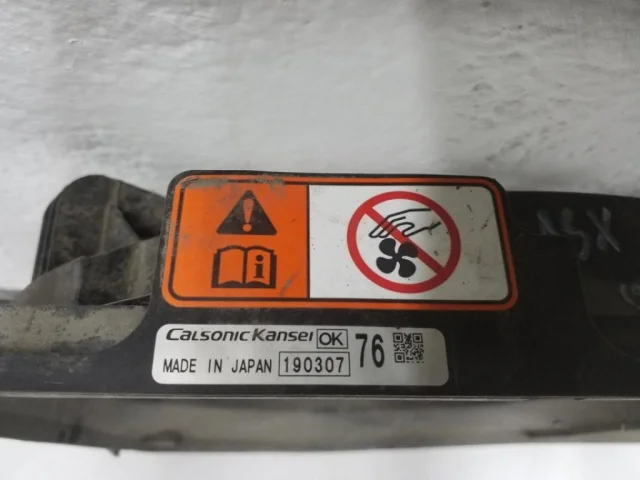 CalsonicKansei OK 76
MADE IN JAPAN 190307